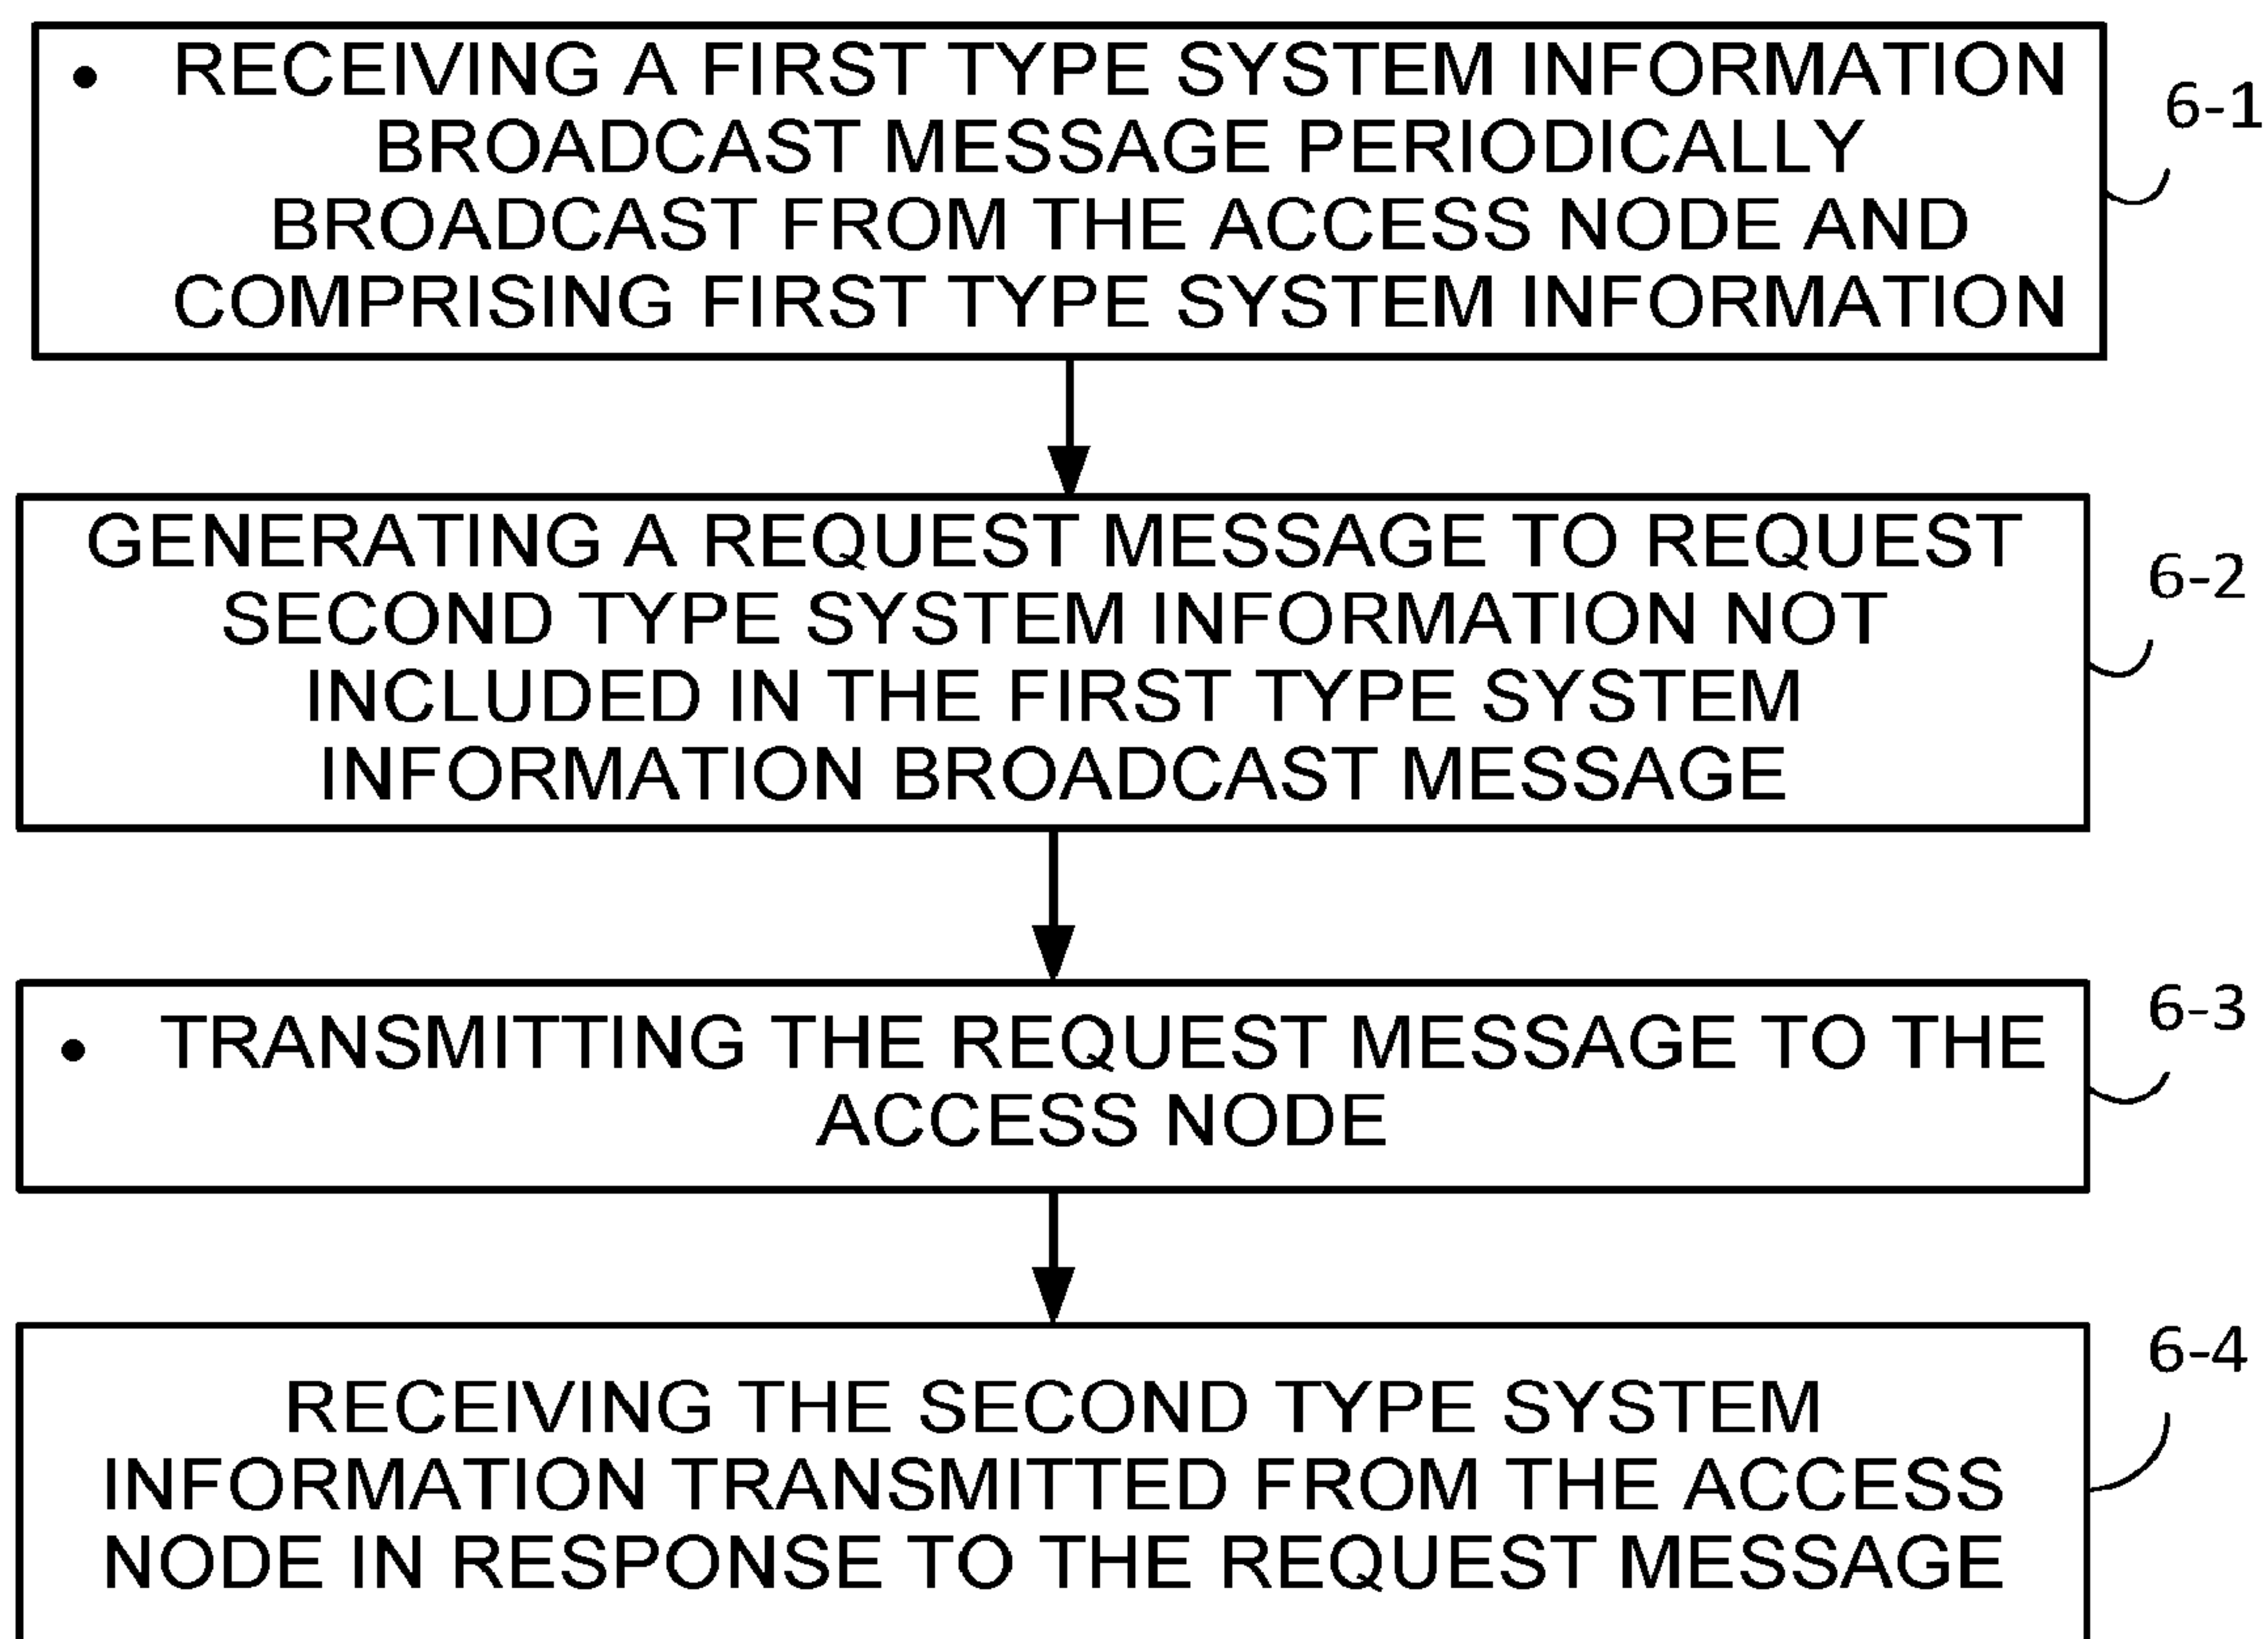 • RECEIVING A FIRST TYPE SYSTEM INFORMATION
BROADCAST MESSAGE PERIODICALLY
BROADCAST FROM THE ACCESS NODE AND
COMPRISING FIRST TYPE SYSTEM INFORMATION
6-1
GENERATING A REQUEST MESSAGE TO REQUEST
SECOND TYPE SYSTEM INFORMATION NOT
INCLUDED IN THE FIRST TYPE SYSTEM
INFORMATION BROADCAST MESSAGE
6-2
• TRANSMITTING THE REQUEST MESSAGE TO THE
ACCESS NODE
6-3
RECEIVING THE SECOND TYPE SYSTEM
INFORMATION TRANSMITTED FROM THE ACCESS
NODE IN RESPONSE TO THE REQUEST MESSAGE
6-4